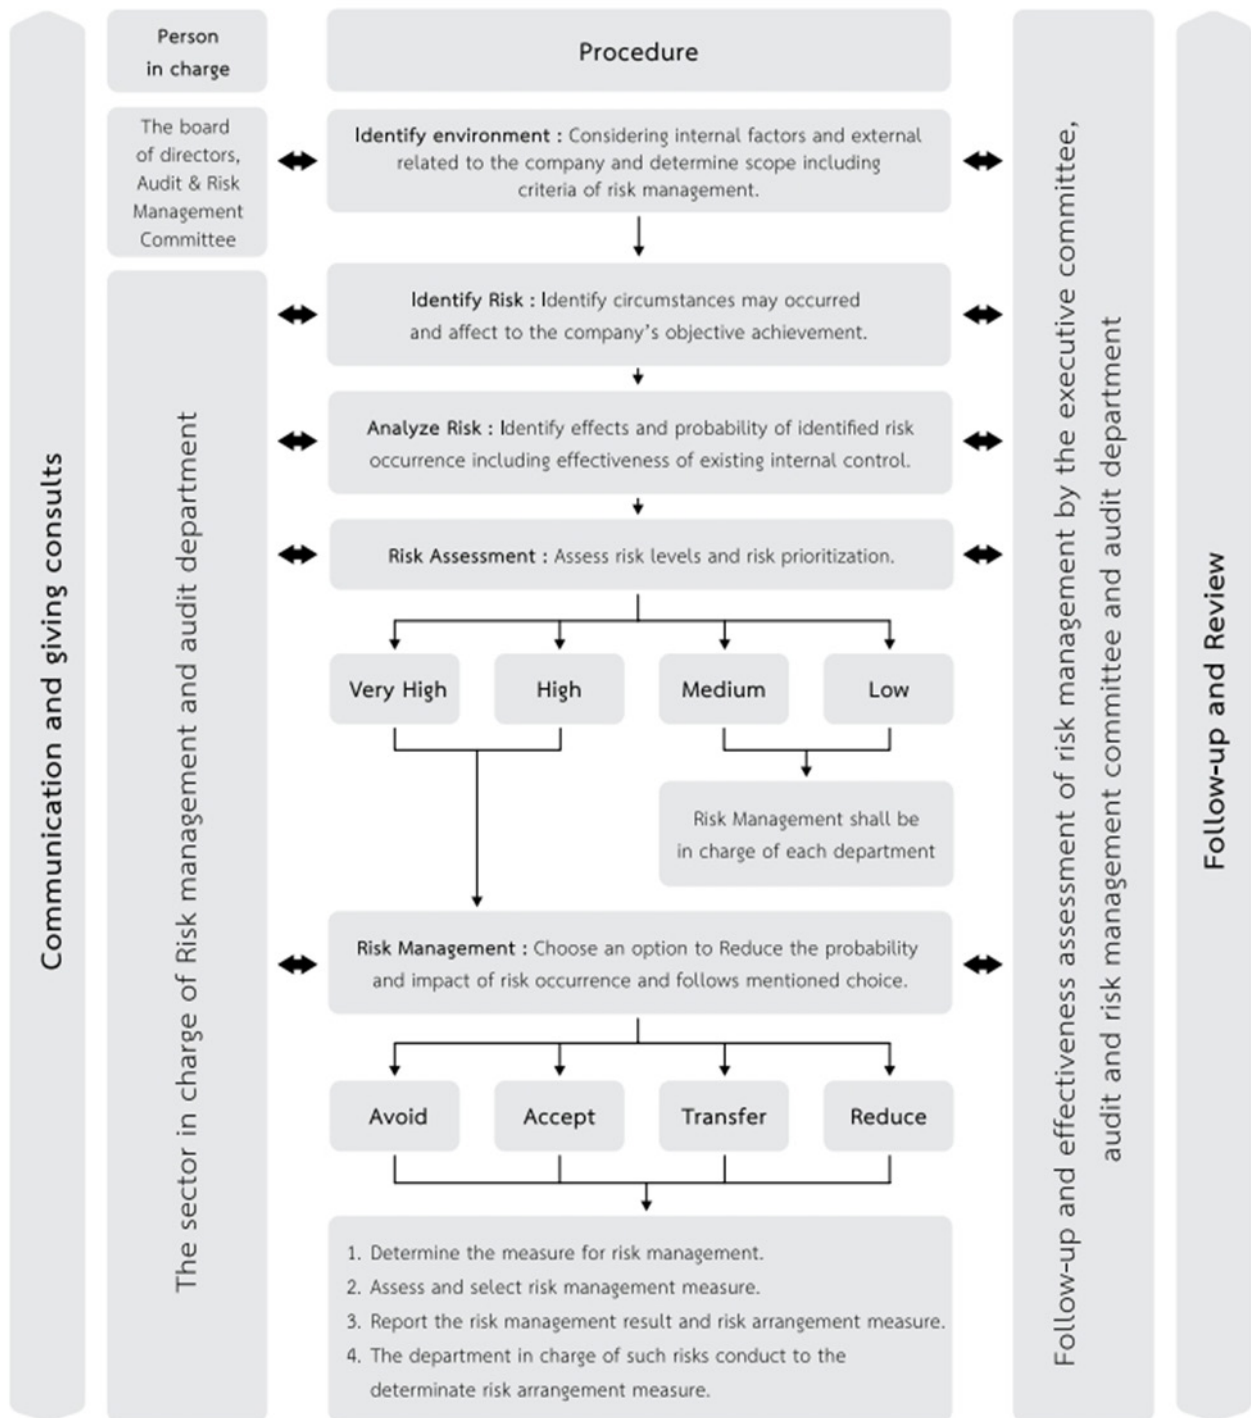 Communication and giving consults
Person
in charge
Procedure
The board
of directors,
Audit & Risk
Management
Committee
Identify environment : Considering internal factors and external
related to the company and determine scope including
criteria of risk management.
The sector in charge of Risk management and audit department
Identify Risk : Identify circumstances may occurred
and affect to the company's objective achievement.
Analyze Risk : Identify effects and probability of identified risk
occurrence including effectiveness of existing internal control.
Risk Assessment : Assess risk levels and risk prioritization.
Very High
High
Medium
Low
Risk Management shall be
in charge of each department
Risk Management : Choose an option to Reduce the probability
and impact of risk occurrence and follows mentioned choice.
Avoid
Accept
Transfer
Reduce
1. Determine the measure for risk management.
2. Assess and select risk management measure.
3. Report the risk management result and risk arrangement measure.
4. The department in charge of such risks conduct to the
determinate risk arrangement measure.
Follow-up and effectiveness assessment of risk management by the executive committee,
audit and risk management committee and audit department
Follow-up and Review